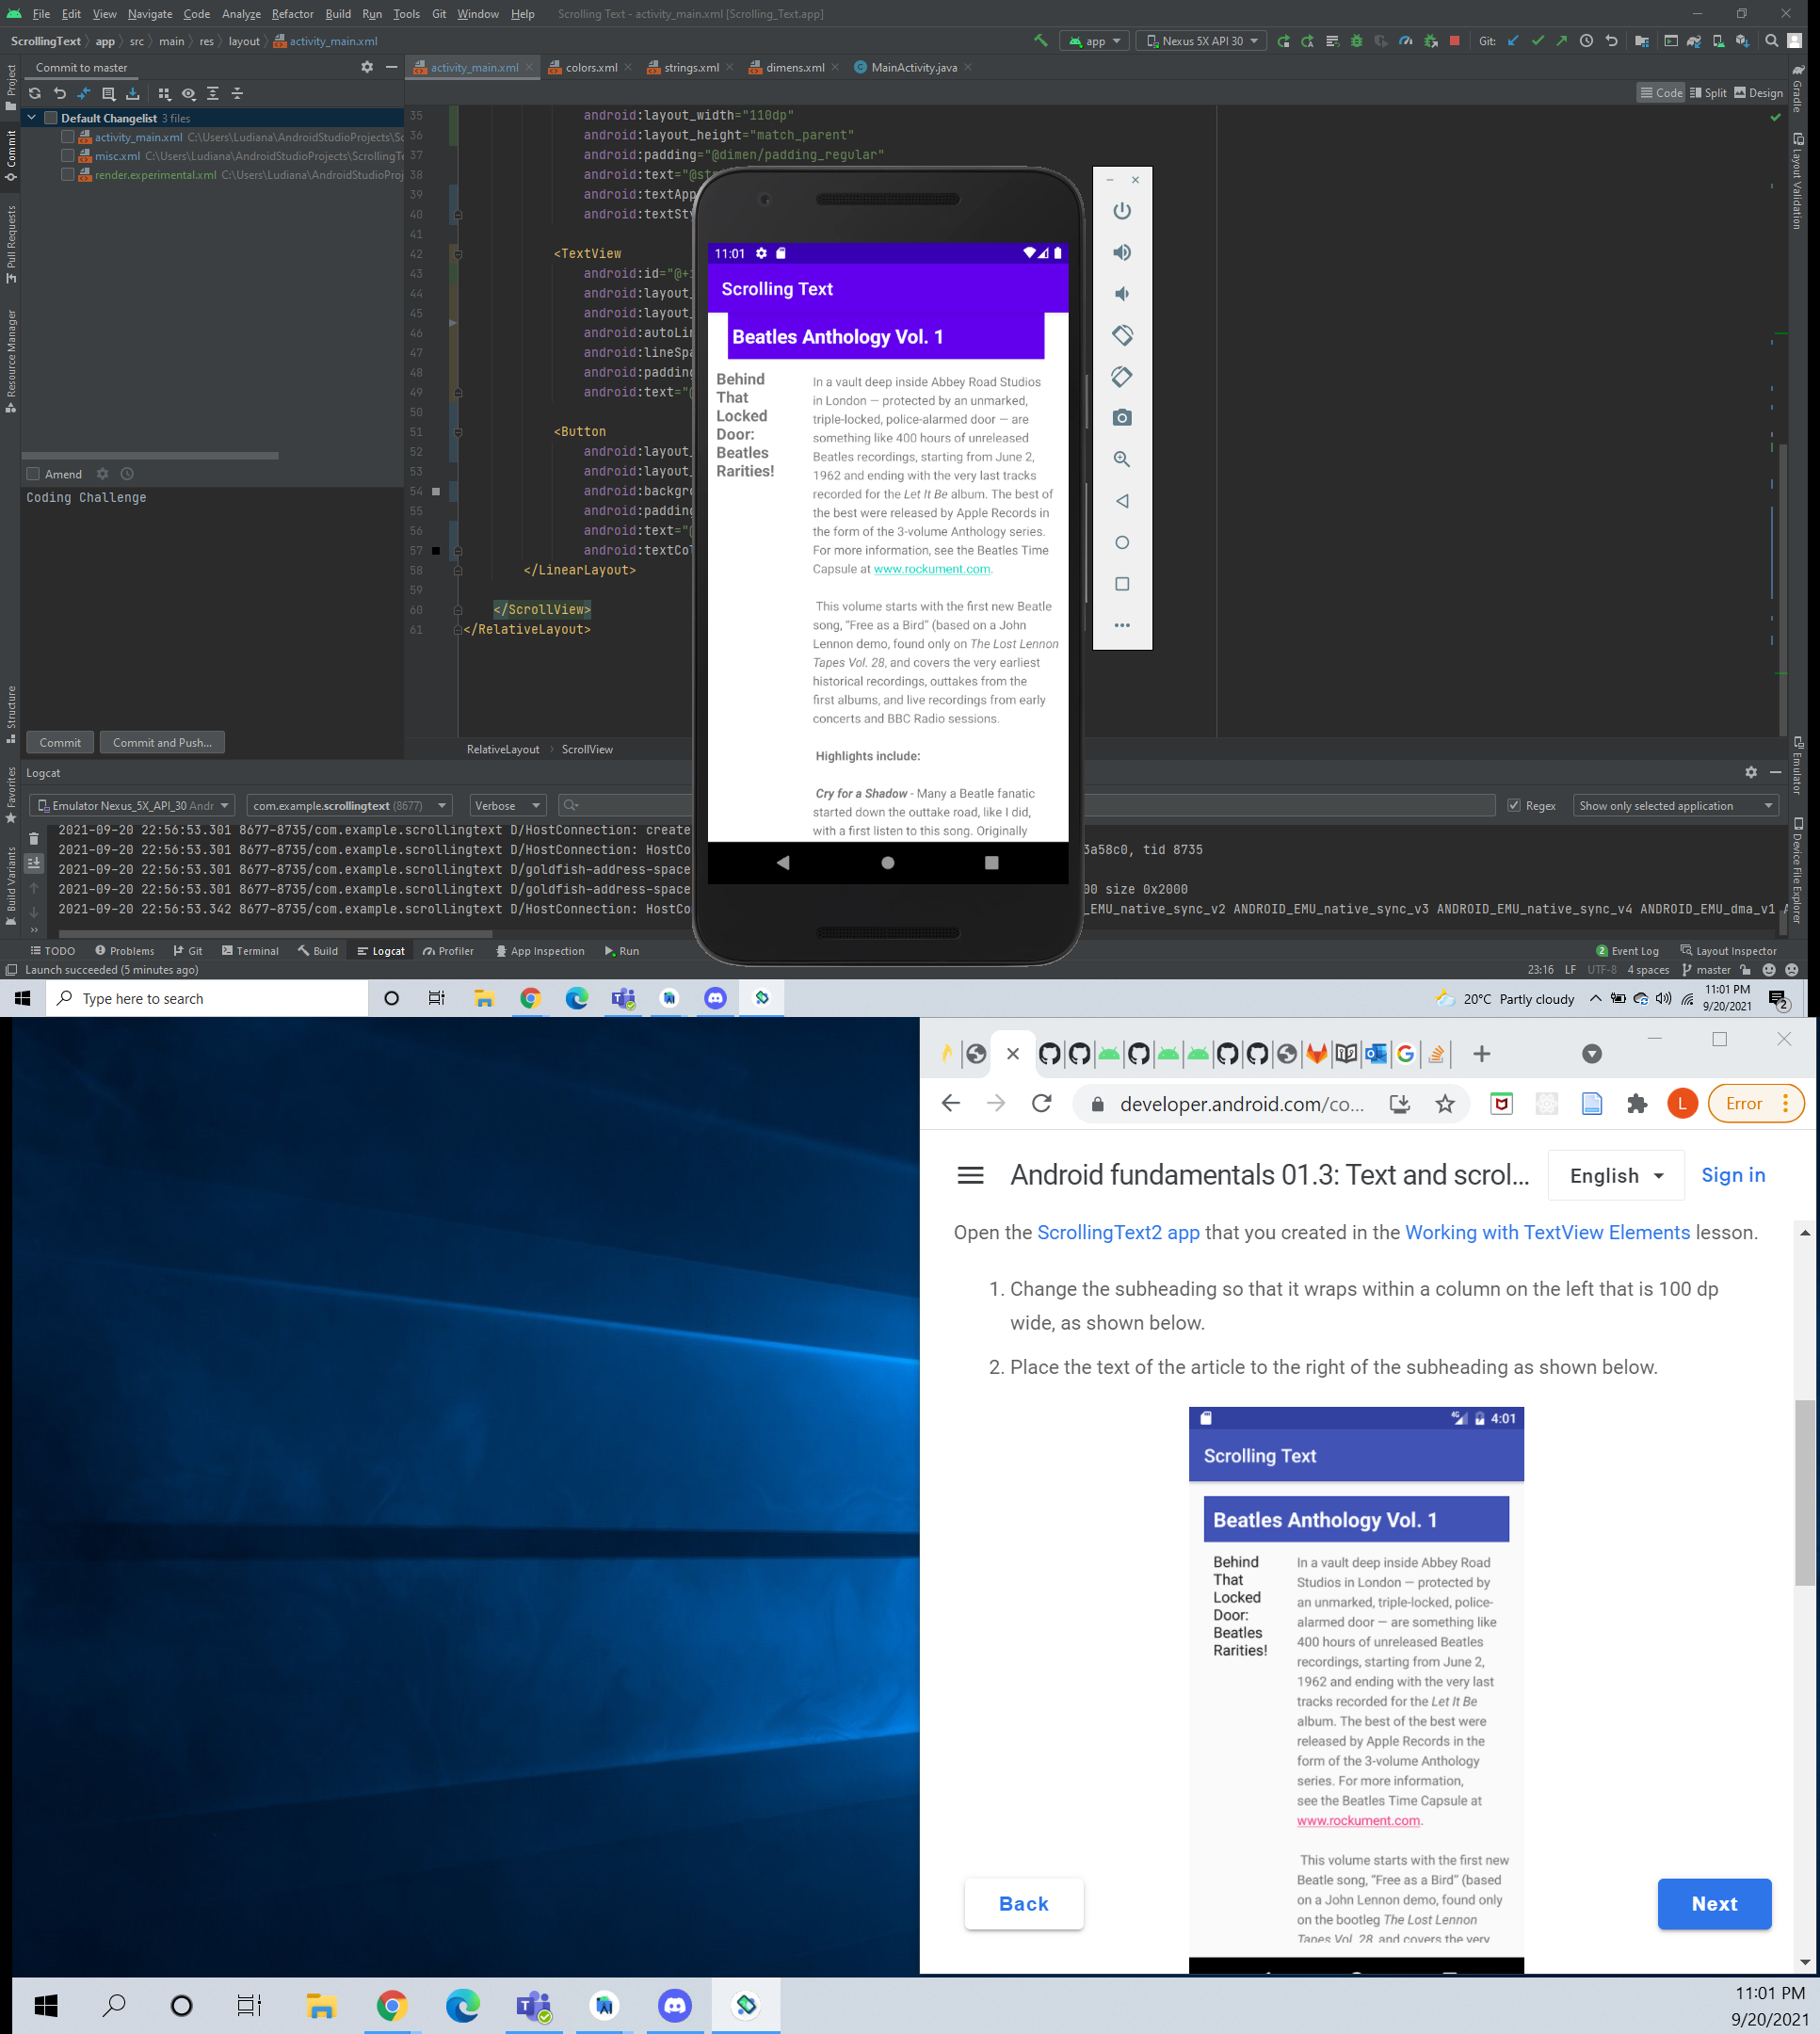 File Edit View Navigate Code Analyze Refactor Build Run Tools Git Window Help Scrolling Text - activity_main.xml [Scrolling_Text.app]
ScrollingText app src main res layout activity_main.xml app Nexus 5X API 30 Git:
Commit to master
activity_main.xml colors.xml strings.xml dimens.xml MainActivity.java
Code Split Design
Default Changelist 3 files
activity_main.xml C:\Users\Ludiana\AndroidStudioProjects\Sc
misc.xml C:\Users\Ludiana\AndroidStudioProjects\ScrollingTe
render.experimental.xml C:\Users\Ludiana\AndroidStudioProj
Amend
Coding Challenge
Commit Commit and Push...
Project
Commit
Pull Requests
Resource Manager
Structure
Favorites
Build Variants
35 android:layout_width="110dp"
36 android:layout_height="match_parent"
37 android:padding="@dimen/padding_regular"
38 android:text="@st
39 android:textApp
40 android:textSty
41
42 <TextView
43 android:id="@+i
44 android:layout_
45 android:layout_
46 android:autoLin
47 android:lineSpa
48 android:padding
49 android:text="@
50
51 <Button
52 android:layout_
53 android:layout_
54 android:backgro
55 android:padding
56 android:text="@
57 android:textCol
58 </LinearLayout>
59
60 </ScrollView>
61 </RelativeLayout>
RelativeLayout ScrollView
11:01
Scrolling Text
Beatles Anthology Vol. 1
Behind
That
Locked
Door:
Beatles
Rarities!
In a vault deep inside Abbey Road Studios
in London — protected by an unmarked,
triple-locked, police-alarmed door — are
something like 400 hours of unreleased
Beatles recordings, starting from June 2,
1962 and ending with the very last tracks
recorded for the Let It Be album. The best of
the best were released by Apple Records in
the form of the 3-volume Anthology series.
For more information, see the Beatles Time
Capsule at www.rockument.com.
This volume starts with the first new Beatle
song, “Free as a Bird” (based on a John
Lennon demo, found only on The Lost Lennon
Tapes Vol. 28, and covers the very earliest
historical recordings, outtakes from the
first albums, and live recordings from early
concerts and BBC Radio sessions.
Highlights include:
Cry for a Shadow - Many a Beatle fanatic
started down the outtake road, like I did,
with a first listen to this song. Originally
Gradle
Layout Validation
Emulator
Device File Explorer
Logcat
Emulator Nexus_5X_API_30 Andr com.example.scrollingtext (8677) Verbose Regex Show only selected application
2021-09-20 22:56:53.301 8677-8735/com.example.scrollingtext D/HostConnection: create
2021-09-20 22:56:53.301 8677-8735/com.example.scrollingtext D/HostConnection: HostCo 3a58c0, tid 8735
2021-09-20 22:56:53.301 8677-8735/com.example.scrollingtext D/goldfish-address-space
2021-09-20 22:56:53.301 8677-8735/com.example.scrollingtext D/goldfish-address-space 00 size 0x2000
2021-09-20 22:56:53.342 8677-8735/com.example.scrollingtext D/HostConnection: HostCo _EMU_native_sync_v2 ANDROID_EMU_native_sync_v3 ANDROID_EMU_native_sync_v4 ANDROID_EMU_dma_v1 A
TODO Problems Git Terminal Build Logcat Profiler App Inspection Run 2 Event Log Layout Inspector
Launch succeeded (5 minutes ago) 23:16 LF UTF-8 4 spaces master
Type here to search 20°C Partly cloudy 11:01 PM
9/20/2021 2
developer.android.com/co... L Error
Android fundamentals 01.3: Text and scrol... English Sign in
Open the ScrollingText2 app that you created in the Working with TextView Elements lesson.
1. Change the subheading so that it wraps within a column on the left that is 100 dp
wide, as shown below.
2. Place the text of the article to the right of the subheading as shown below.
4G 4:01
Scrolling Text
Beatles Anthology Vol. 1
Behind
That
Locked
Door:
Beatles
Rarities!
In a vault deep inside Abbey Road
Studios in London — protected by
an unmarked, triple-locked, police-
alarmed door — are something like
400 hours of unreleased Beatles
recordings, starting from June 2,
1962 and ending with the very last
tracks recorded for the Let It Be
album. The best of the best were
released by Apple Records in the
form of the 3-volume Anthology
series. For more information,
see the Beatles Time Capsule at
www.rockument.com.
This volume starts with the first new
Beatle song, “Free as a Bird” (based
on a John Lennon demo, found only
on the bootleg The Lost Lennon
Tapes Vol. 28, and covers the very
Back Next
11:01 PM
9/20/2021